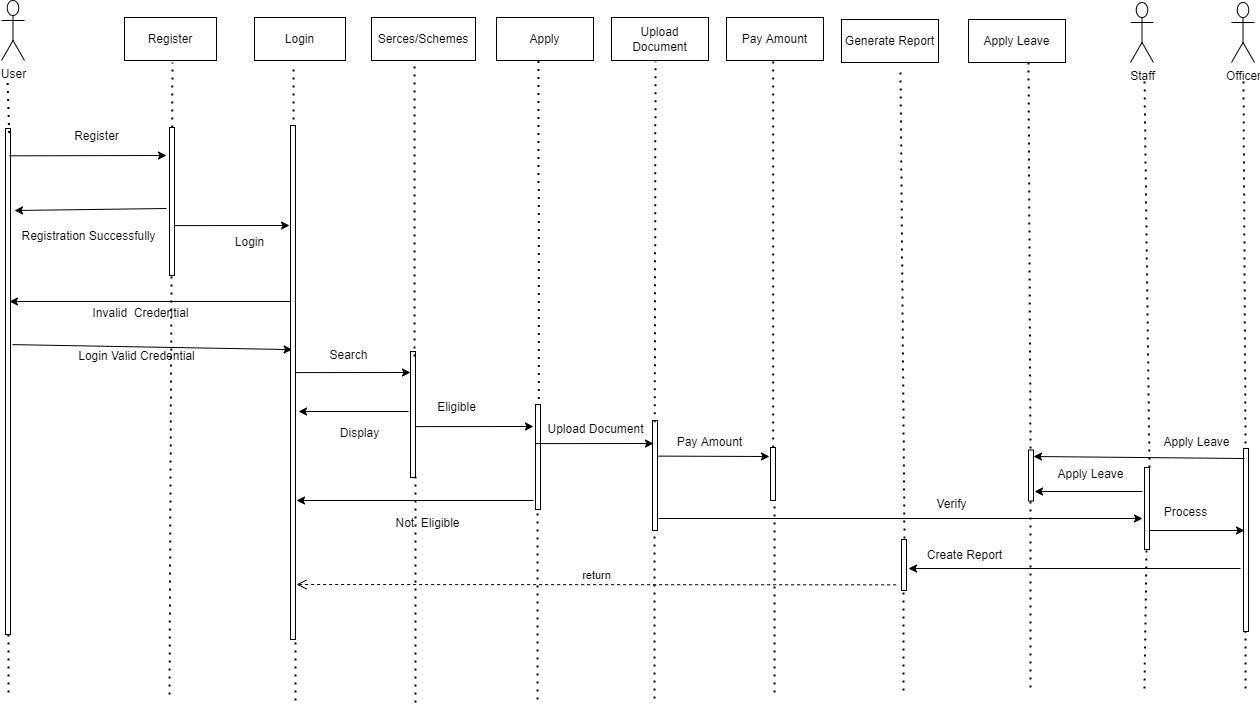 User
Register
Login
Serces/Schemes
Apply
Upload
Document
Pay Amount
Generate Report
Apply Leave
Staff
Officer
Register
Registration Successfully
Login
Invalid Credential
Login Valid Credential
Search
Display
Eligible
Upload Document
Pay Amount
Apply Leave
Apply Leave
Not Eligible
Verify
Process
Create Report
return